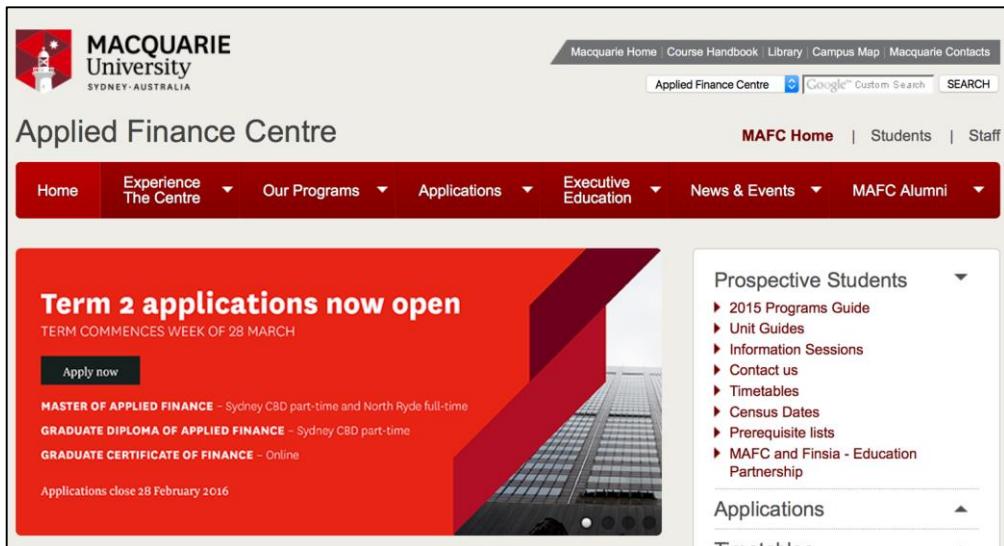 MACQUARIE
University
SYDNEY·AUSTRALIA
Macquarie Home | Course Handbook | Library | Campus Map | Macquarie Contacts
Applied Finance Centre
Google™ Custom Search
SEARCH
Applied Finance Centre
MAFC Home | Students | Staff
Home
Experience
The Centre
Our Programs
Applications
Executive
Education
News & Events
MAFC Alumni
Term 2 applications now open
TERM COMMENCES WEEK OF 28 MARCH
Apply now
MASTER OF APPLIED FINANCE – Sydney CBD part-time and North Ryde full-time
GRADUATE DIPLOMA OF APPLIED FINANCE – Sydney CBD part-time
GRADUATE CERTIFICATE OF FINANCE – Online
Applications close 28 February 2016
Prospective Students
2015 Programs Guide
Unit Guides
Information Sessions
Contact us
Timetables
Census Dates
Prerequisite lists
MAFC and Finsia - Education
Partnership
Applications
Timetables